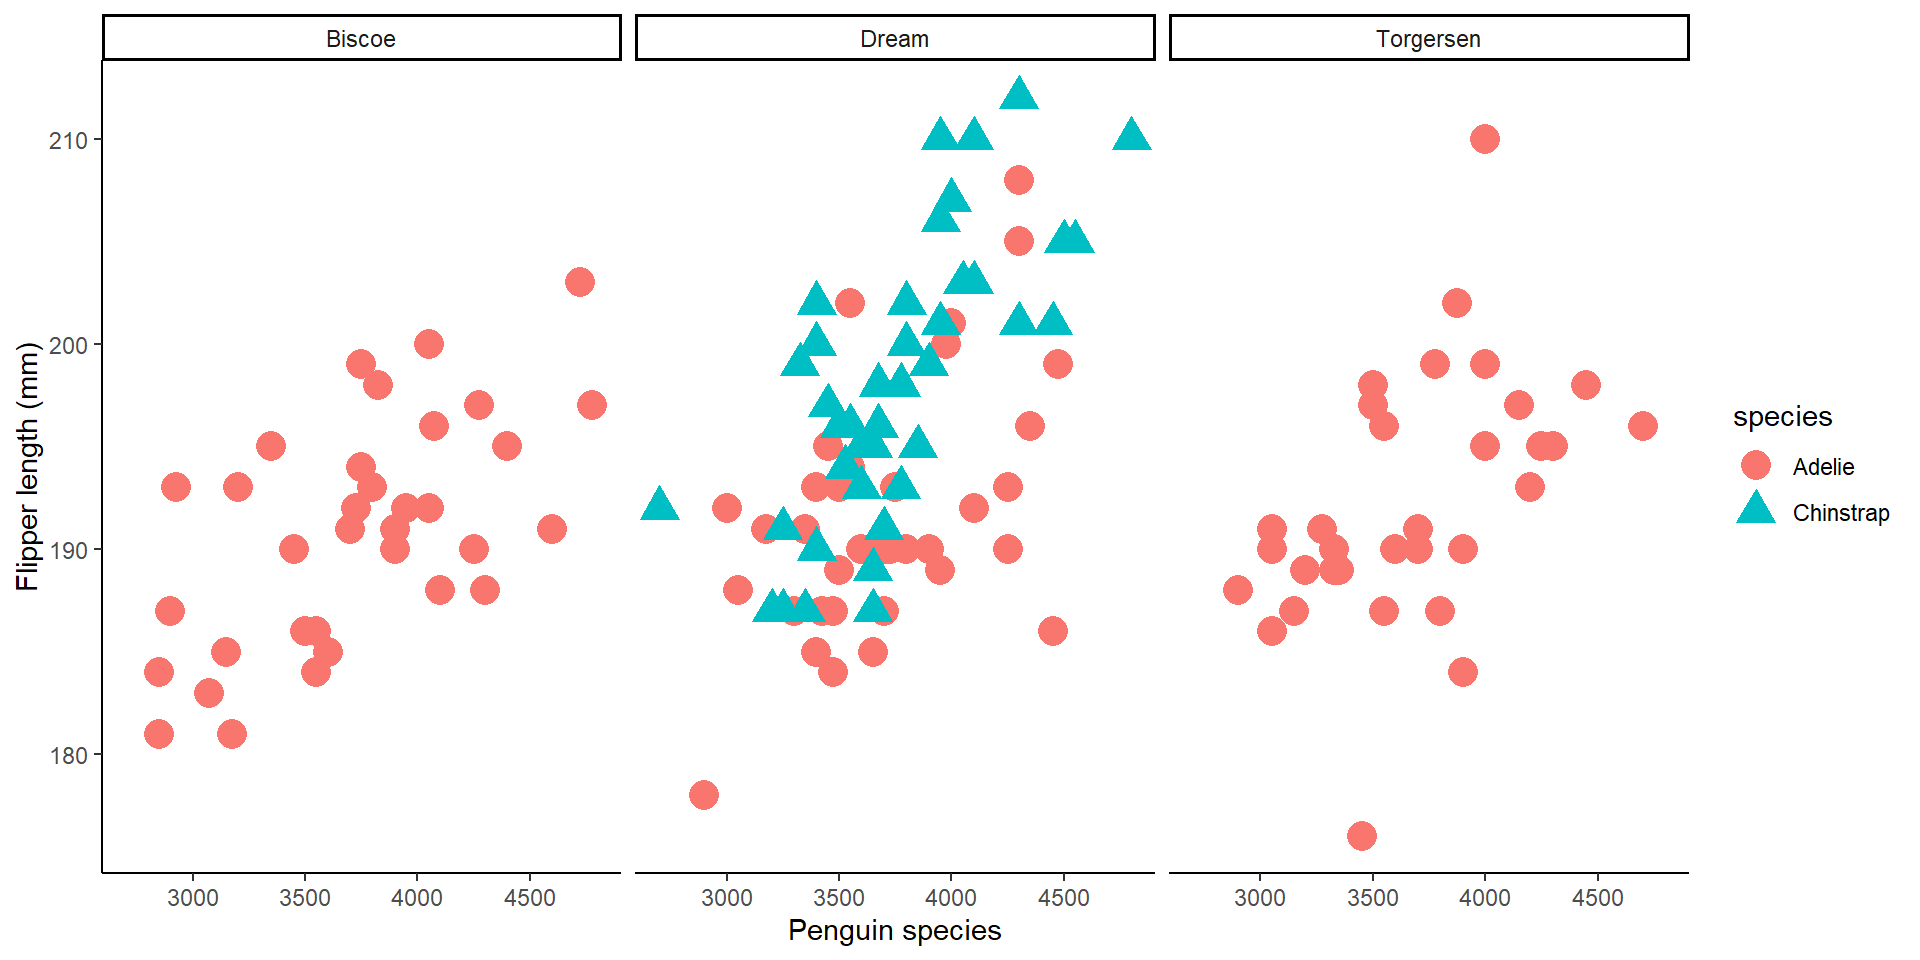 Biscoe Dream Torgersen
210
200
190
180
Flipper length (mm)
3000 3500 4000 4500 3000 3500 4000 4500 3000 3500 4000 4500
Penguin species
species
Adelie
Chinstrap